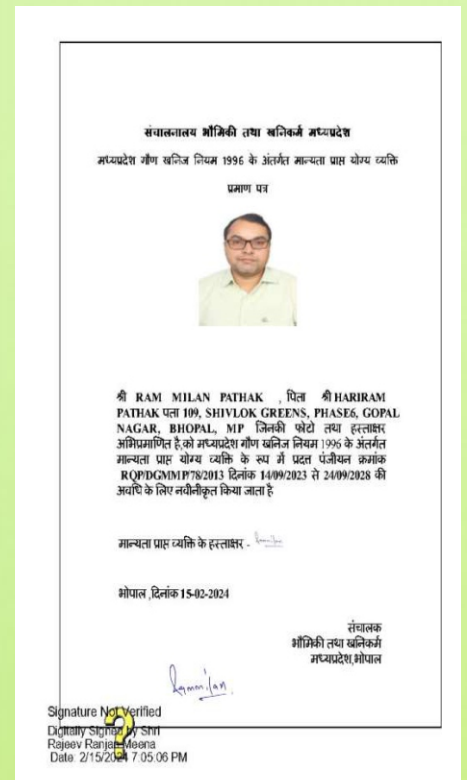 संचालनालय भौमिकी तथा खनिकर्म मध्यप्रदेश
मध्यप्रदेश गौण खनिज नियम 1996 के अंतर्गत मान्यता प्राप्त योग्य व्यक्ति
प्रमाण पत्र
श्री RAM MILAN PATHAK , पिता श्री HARIRAM
PATHAK पता 109, SHIVLOK GREENS, PHASE6, GOPAL
NAGAR, BHOPAL, MP जिनकी फोटो तथा हस्ताक्षर
अभिप्रमाणित है,को मध्यप्रदेश गौण खनिज नियम 1996 के अंतर्गत
मान्यता प्राप्त योग्य व्यक्ति के रूप में प्रदत्त पंजीयन क्रमांक
RQP/DGMMP/78/2013 दिनांक 14/09/2023 से 24/09/2028 की
अवधि के लिए नवीनीकृत किया जाता है
मान्यता प्राप्त व्यक्ति के हस्ताक्षर - Rammilan
भोपाल ,दिनांक 15-02-2024
संचालक
भौमिकी तथा खनिकर्म
मध्यप्रदेश,भोपाल
Rammilan
Signature Not Verified
Digitally Signed by Shri
Rajeev Ranjan Meena
Date: 2/15/2024 7:05:06 PM